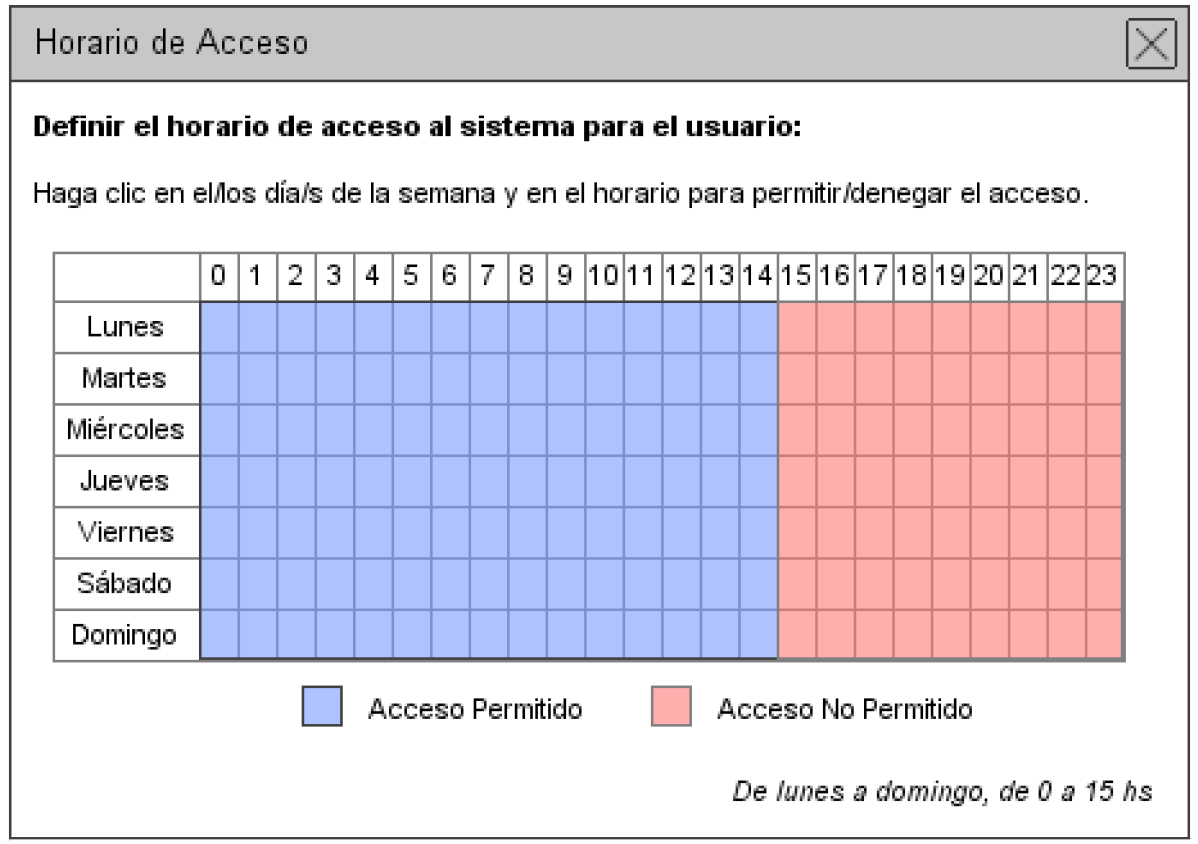 Horario de Acceso
Definir el horario de acceso al sistema para el usuario:
Haga clic en el/los día/s de la semana y en el horario para permitir/denegar el acceso.
0 1 2 3 4 5 6 7 8 9 10 11 12 13 14 15 16 17 18 19 20 21 22 23
Lunes
Martes
Miércoles
Jueves
Viernes
Sábado
Domingo
Acceso Permitido Acceso No Permitido
De lunes a domingo, de 0 a 15 hs